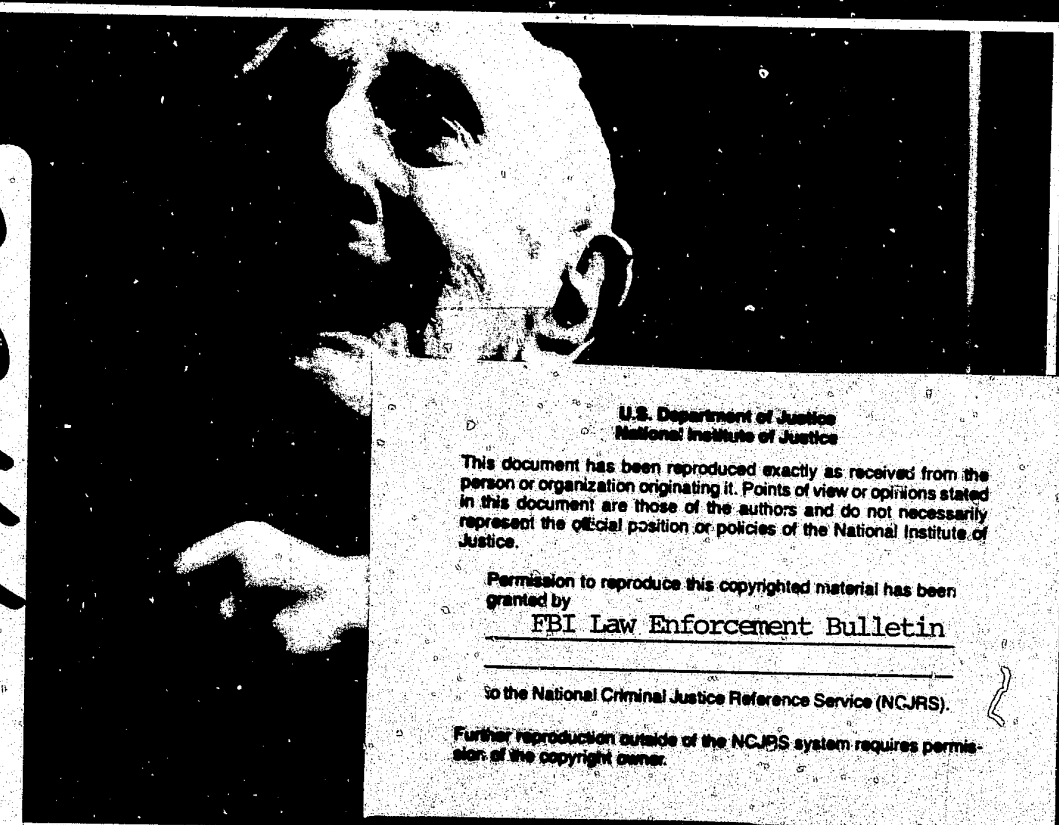 U.S. Department of Justice
National Institute of Justice
This document has been reproduced exactly as received from the
person or organization originating it. Points of view or opinions stated
in this document are those of the authors and do not necessarily
represent the official position or policies of the National Institute of
Justice.
Permission to reproduce this copyrighted material has been
granted by
FBI Law Enforcement Bulletin
to the National Criminal Justice Reference Service (NCJRS).
Further reproduction outside of the NCJRS system requires permis-
sion of the copyright owner.